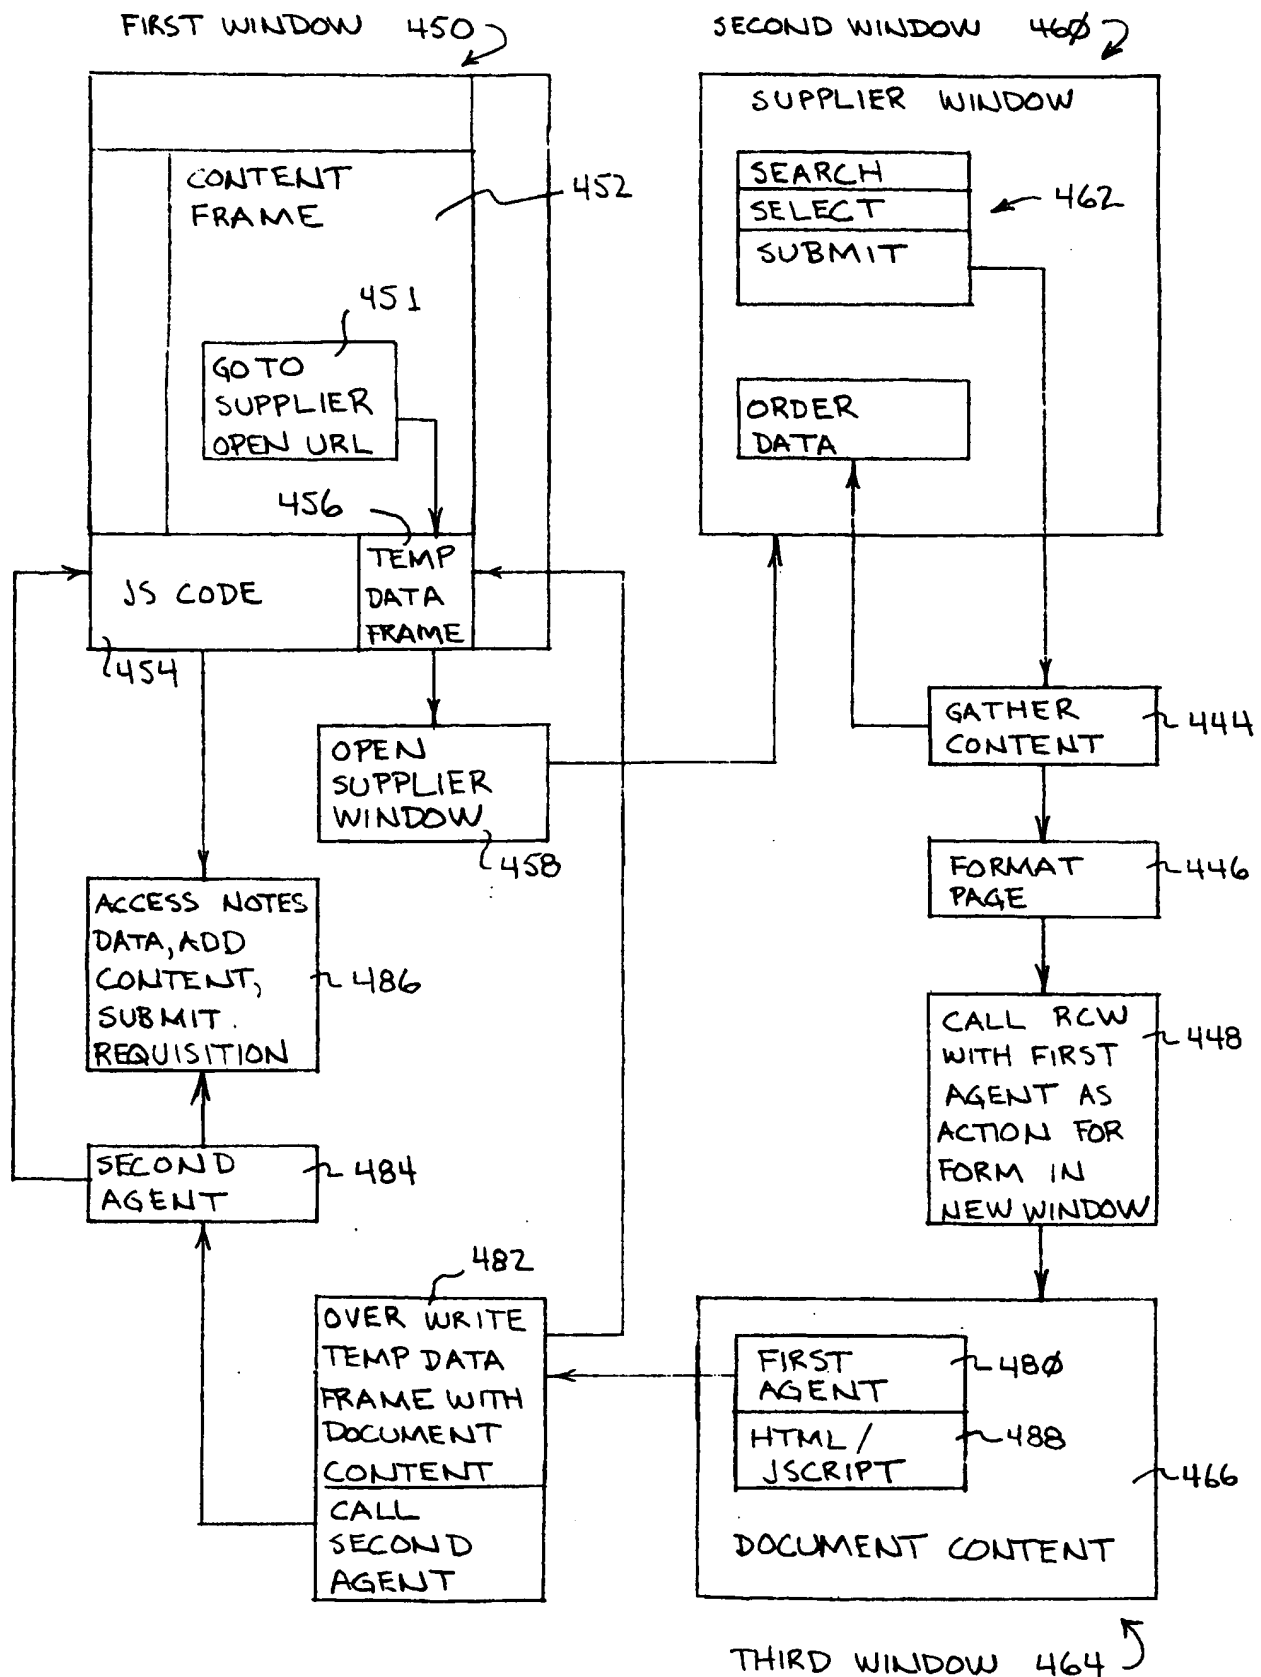 FIRST WINDOW 450
SECOND WINDOW 460
CONTENT
FRAME
452
451
GO TO
SUPPLIER
OPEN URL
456
JS CODE
454
TEMP
DATA
FRAME
OPEN
SUPPLIER
WINDOW
458
SUPPLIER WINDOW
SEARCH
SELECT
SUBMIT
462
ORDER
DATA
GATHER
CONTENT
444
FORMAT
PAGE
446
CALL RCW
WITH FIRST
AGENT AS
ACTION FOR
FORM IN
NEW WINDOW
448
ACCESS NOTES
DATA, ADD
CONTENT,
SUBMIT
REQUISITION
486
SECOND
AGENT
484
482
OVER WRITE
TEMP DATA
FRAME WITH
DOCUMENT
CONTENT
CALL
SECOND
AGENT
FIRST
AGENT
480
HTML/
JSCRIPT
488
466
DOCUMENT CONTENT
THIRD WINDOW 464